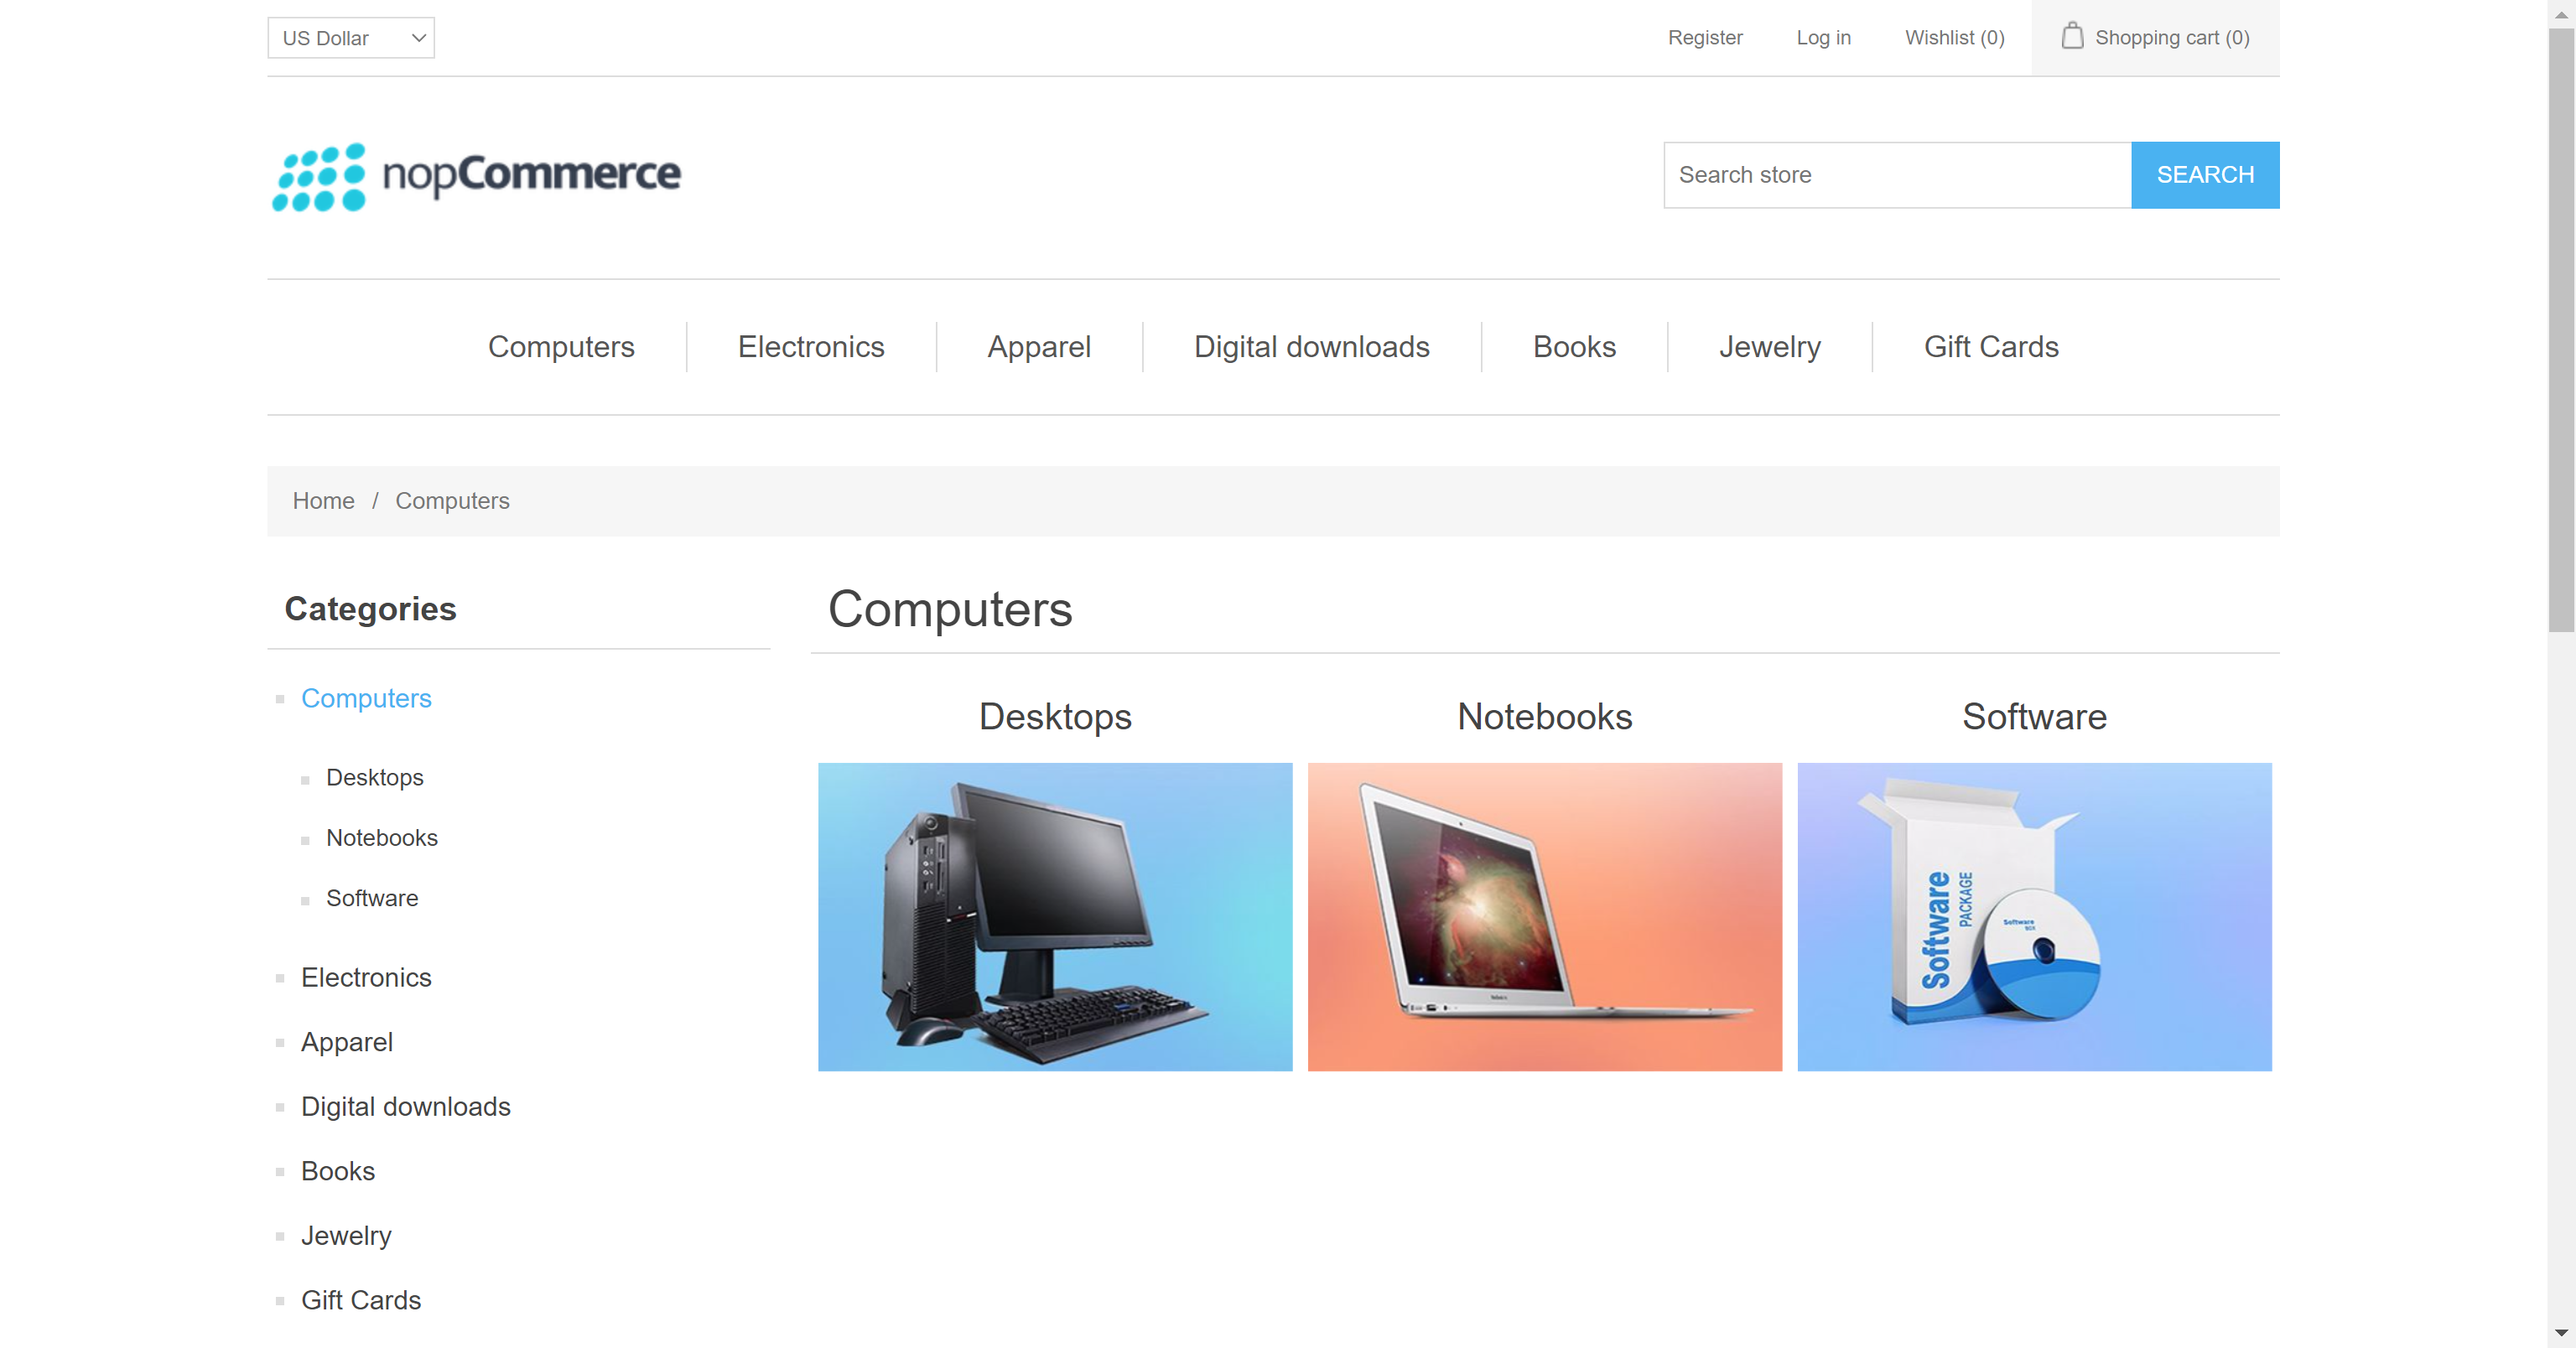 US Dollar
Register
Log in
Wishlist (0)
Shopping cart (0)
nopCommerce
Search store
SEARCH
Computers
Electronics
Apparel
Digital downloads
Books
Jewelry
Gift Cards
Home / Computers
Categories
Computers
Desktops
Notebooks
Software
Electronics
Apparel
Digital downloads
Books
Jewelry
Gift Cards
Computers
Desktops
Notebooks
Software
Software
PACKAGE
Software